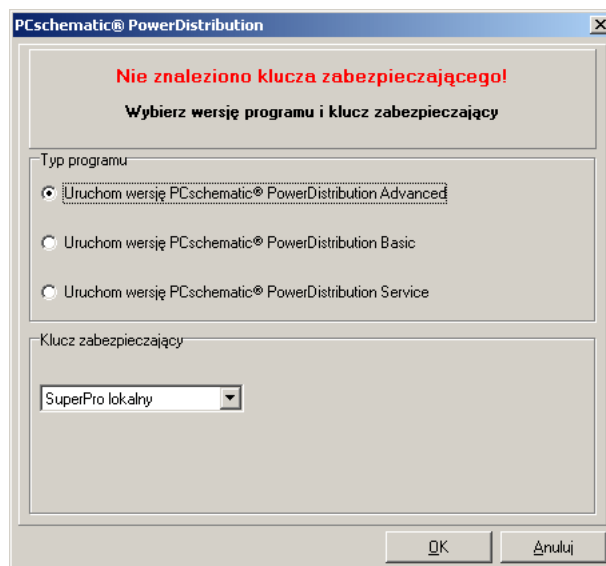 PCschematic® PowerDistribution
Nie znaleziono klucza zabezpieczającego!
Wybierz wersję programu i klucz zabezpieczający
Typ programu
Uruchom wersję PCschematic® PowerDistribution Advanced
Uruchom wersję PCschematic® PowerDistribution Basic
Uruchom wersję PCschematic® PowerDistribution Service
Klucz zabezpieczający
SuperPro lokalny
OK Anuluj